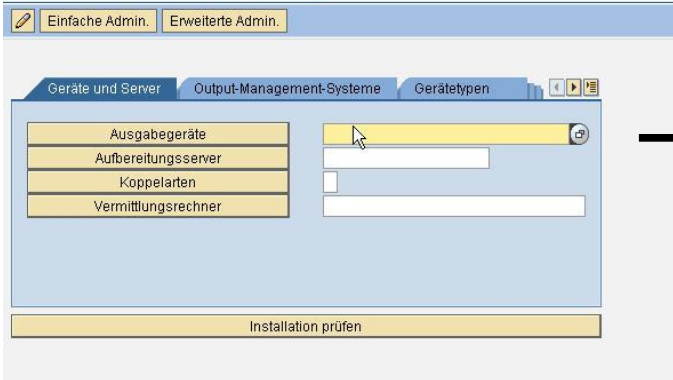 Einfache Admin. Erweiterte Admin.
Geräte und Server Output-Management-Systeme Gerätetypen
Ausgabegeräte
Aufbereitungsserver
Koppelarten
Vermittlungsrechner
Installation prüfen